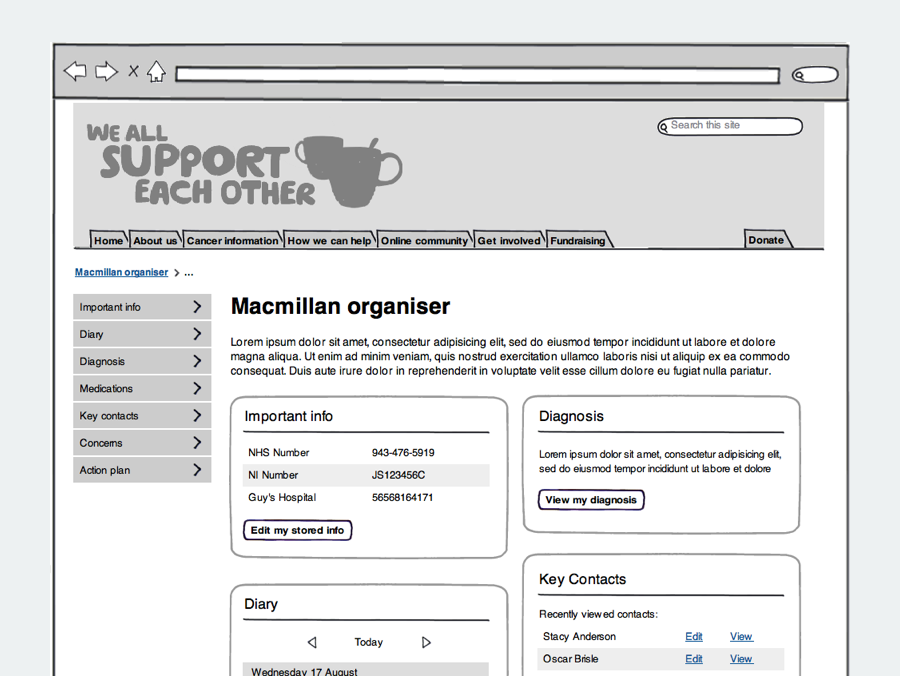 WE ALL
SUPPORT
EACH OTHER
Search this site
Home About us Cancer information How we can help Online community Get involved Fundraising Donate
Macmillan organiser > ...
Important info
Diary
Diagnosis
Medications
Key contacts
Concerns
Action plan
Macmillan organiser
Lorem ipsum dolor sit amet, consectetur adipisicing elit, sed do eiusmod tempor incididunt ut labore et dolore
magna aliqua. Ut enim ad minim veniam, quis nostrud exercitation ullamco laboris nisi ut aliquip ex ea commodo
consequat. Duis aute irure dolor in reprehenderit in voluptate velit esse cillum dolore eu fugiat nulla pariatur.
Important info
NHS Number 943-476-5919
NI Number JS123456C
Guy's Hospital 56568164171
Edit my stored info
Diagnosis
Lorem ipsum dolor sit amet, consectetur adipisicing elit,
sed do eiusmod tempor incididunt ut labore et dolore
View my diagnosis
Diary
Today
Wednesday 17 August
Key Contacts
Recently viewed contacts:
Stacy Anderson Edit View
Oscar Brisle Edit View